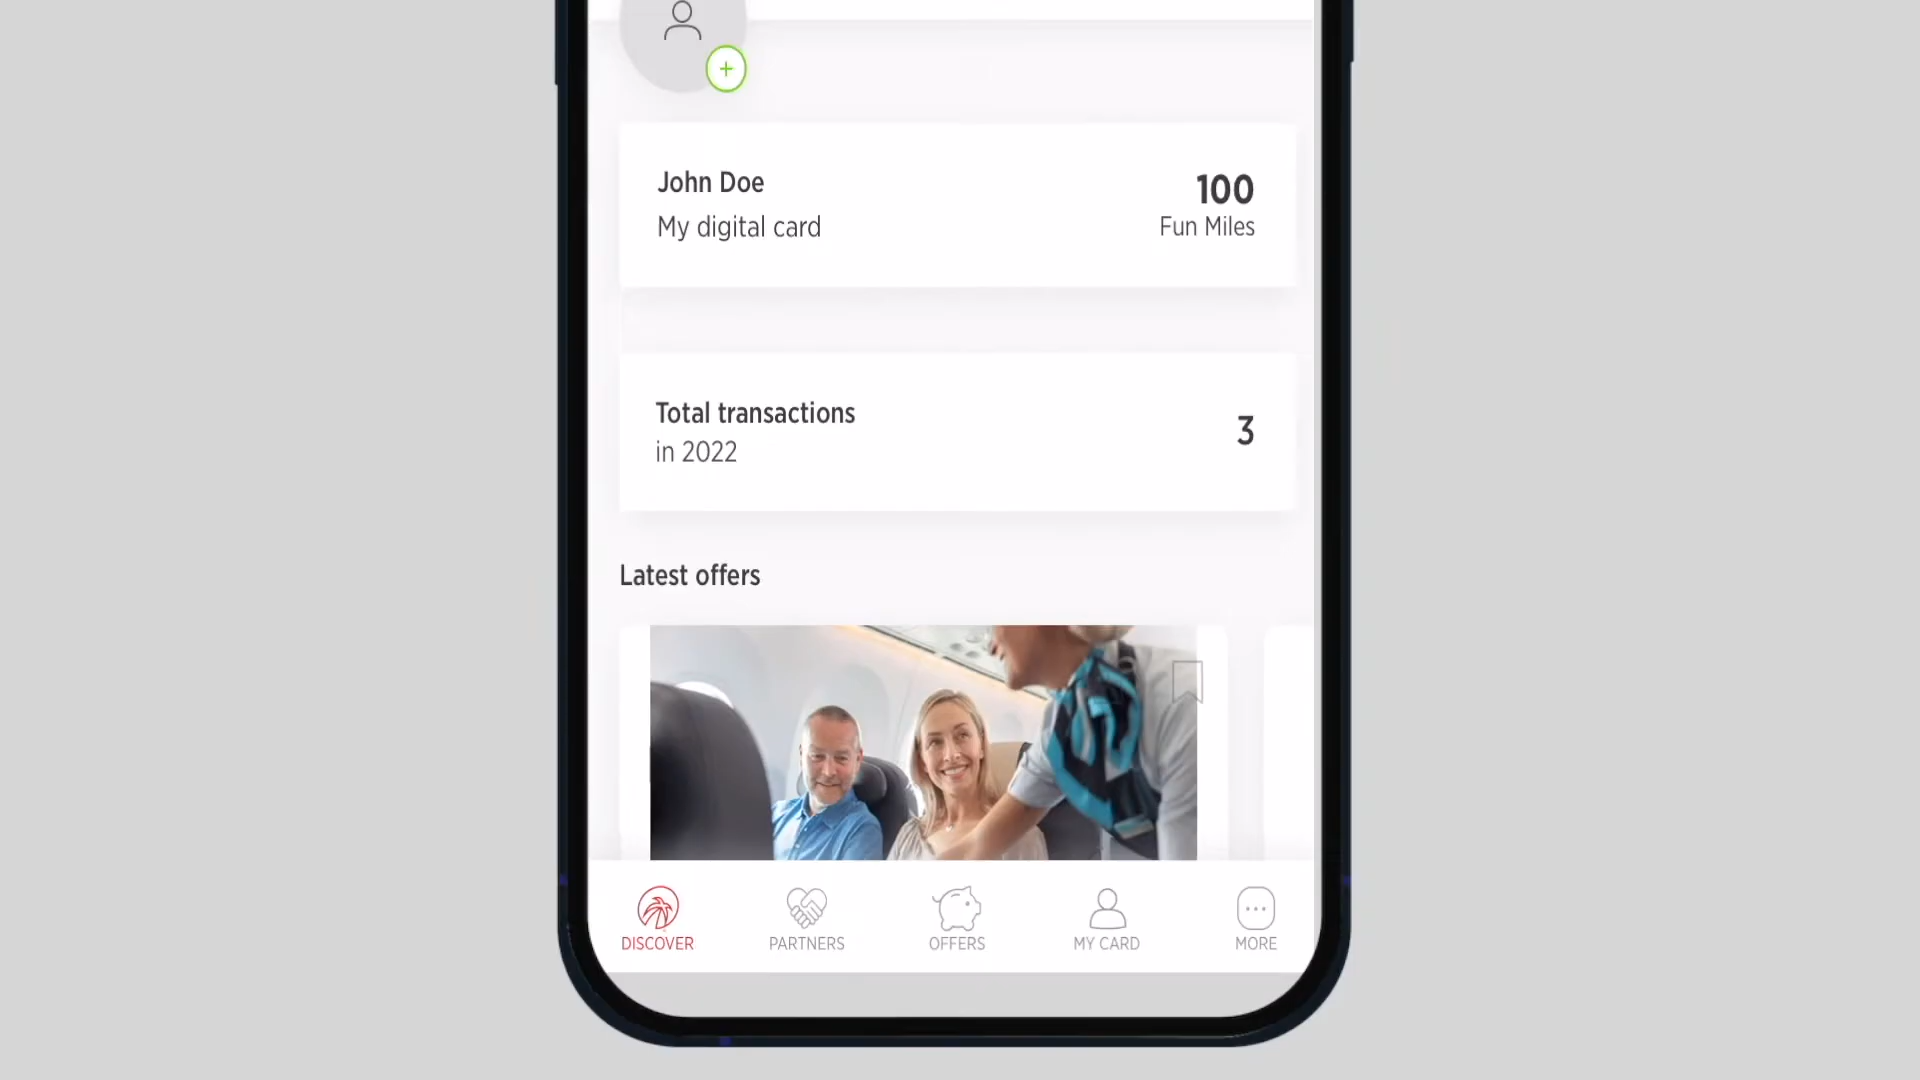 John Doe
100
My digital card
Fun Miles
Total transactions
3
in 2022
Latest offers
DISCOVER
PARTNERS
OFFERS
MY CARD
MORE